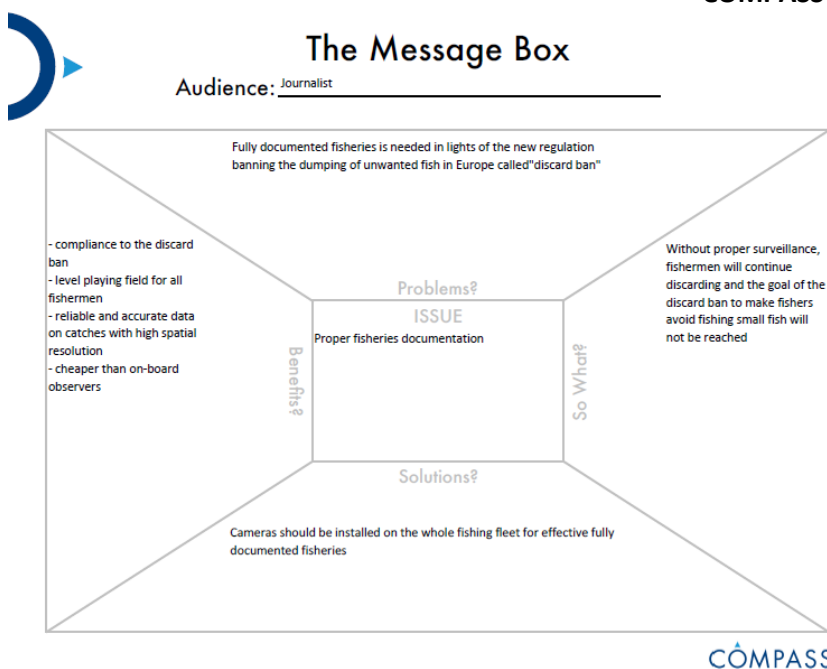 COMPASS
The Message Box
Audience: Journalist
Fully documented fisheries is needed in lights of the new regulation
banning the dumping of unwanted fish in Europe called"discard ban"
Problems?
ISSUE
Proper fisheries documentation
- compliance to the discard
ban
- level playing field for all
fishermen
- reliable and accurate data
on catches with high spatial
resolution
- cheaper than on-board
observers
Benefits?
So What?
Without proper surveillance,
fishermen will continue
discarding and the goal of the
discard ban to make fishers
avoid fishing small fish will
not be reached
Solutions?
Cameras should be installed on the whole fishing fleet for effective fully
documented fisheries
COMPASS